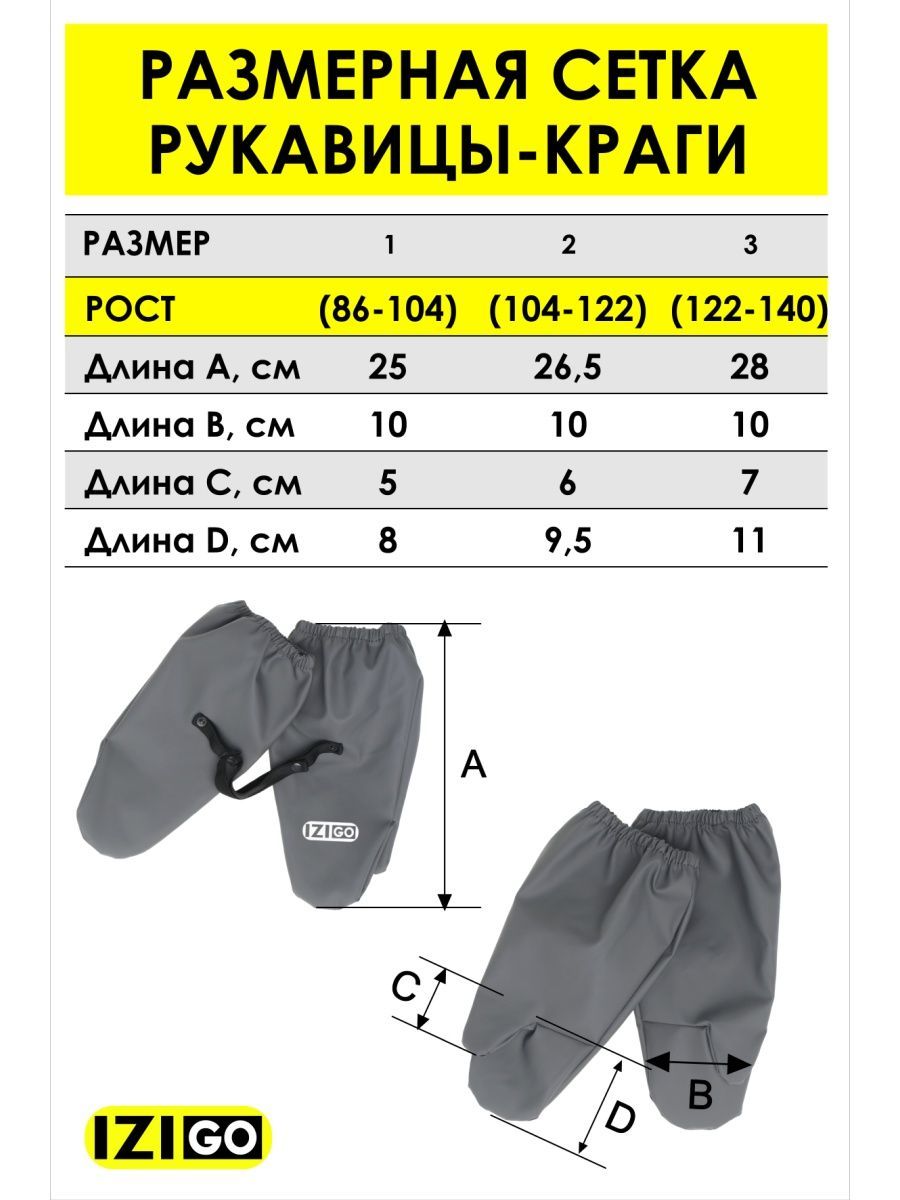 РАЗМЕРНАЯ СЕТКА
РУКАВИЦЫ-КРАГИ
РАЗМЕР 1 2 3
РОСТ (86-104) (104-122) (122-140)
Длина A, см 25 26,5 28
Длина B, см 10 10 10
Длина C, см 5 6 7
Длина D, см 8 9,5 11
A
IZIGO
C
B
D
IZIGO